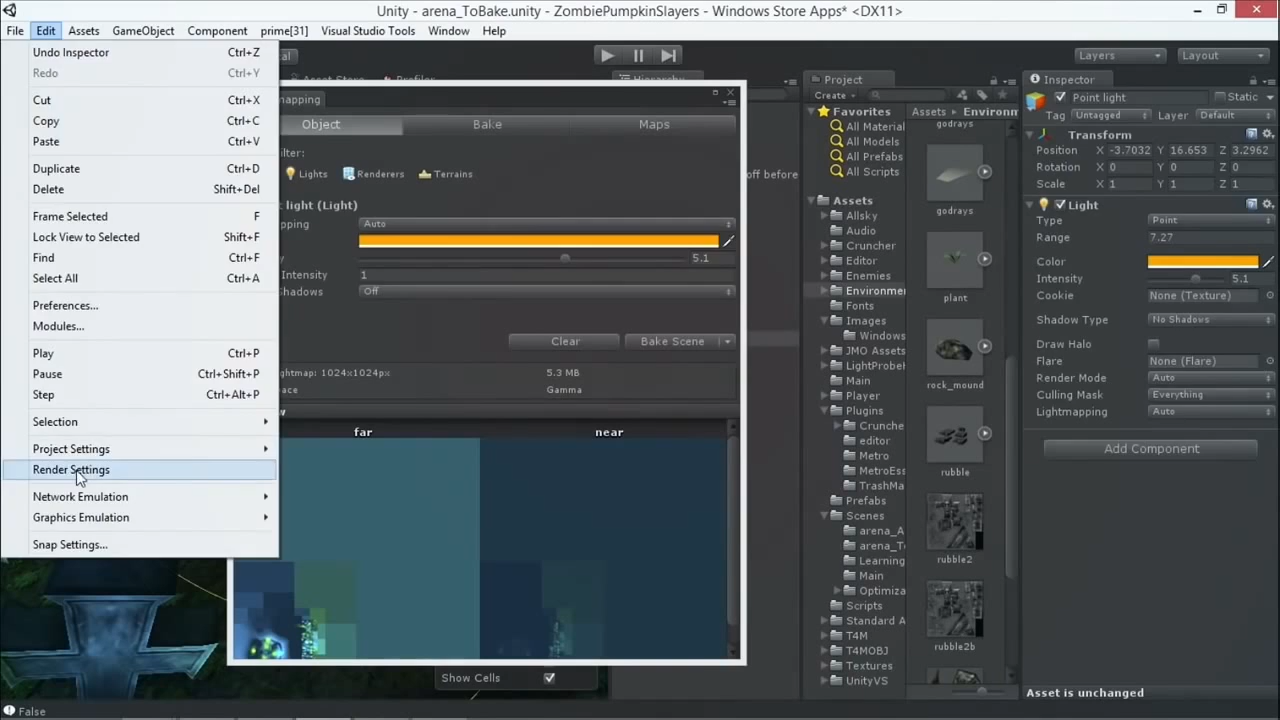 Unity - arena_ToBake.unity - ZombiePumpkinSlayers - Windows Store Apps* <DX11>
File Edit Assets GameObject Component prime[31] Visual Studio Tools Window Help
Undo Inspector Ctrl+Z
Redo Ctrl+Y
Cut Ctrl+X
Copy Ctrl+C
Paste Ctrl+V
Duplicate Ctrl+D
Delete Shift+Del
Frame Selected F
Lock View to Selected Shift+F
Find Ctrl+F
Select All Ctrl+A
Preferences...
Modules...
Play Ctrl+P
Pause Ctrl+Shift+P
Step Ctrl+Alt+P
Selection
Project Settings
Render Settings
Network Emulation
Graphics Emulation
Snap Settings...
Layers Layout
mapping
Object Bake Maps
ilter:
Lights Renderers Terrains
light (Light)
pping Auto
y 5.1
Intensity 1
Shadows Off
Clear Bake Scene
ightmap: 1024x1024px 5.3 MB
ace Gamma
w
far near
Show Cells
off before
Project
Create
Favorites
All Material
All Models
All Prefabs
All Scripts
Assets
Allsky
Audio
Cruncher
Editor
Enemies
Environmer
Fonts
Images
Windows
JMO Assets
LightProbeH
Main
Player
Plugins
Crunche
editor
Metro
MetroEss
TrashMa
Prefabs
Scenes
arena_A
arena_To
Learning
Main
Optimiza
Scripts
Standard A
T4M
T4MOBJ
Textures
UnityVS
Assets Environm
godrays
godrays
plant
rock_mound
rubble
rubble2
rubble2b
Inspector
Point light Static
Tag Untagged Layer Default
Transform
Position X -3.7032 Y 16.653 Z 3.2962
Rotation X 0 Y 0 Z 0
Scale X 1 Y 1 Z 1
Light
Type Point
Range 7.27
Color
Intensity 5.1
Cookie None (Texture)
Shadow Type No Shadows
Draw Halo
Flare None (Flare)
Render Mode Auto
Culling Mask Everything
Lightmapping Auto
Add Component
Asset is unchanged
False